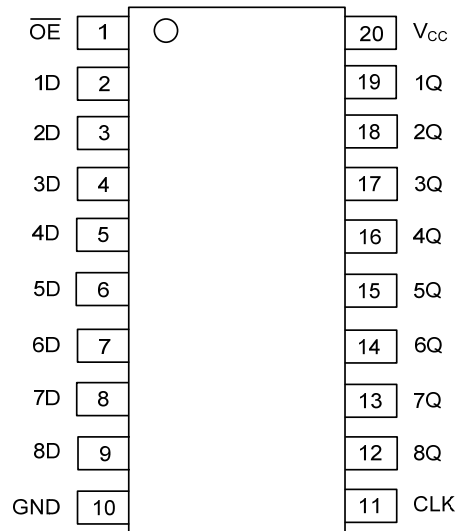 O̅E̅ 1 20 VCC
1D 2 19 1Q
2D 3 18 2Q
3D 4 17 3Q
4D 5 16 4Q
5D 6 15 5Q
6D 7 14 6Q
7D 8 13 7Q
8D 9 12 8Q
GND 10 11 CLK